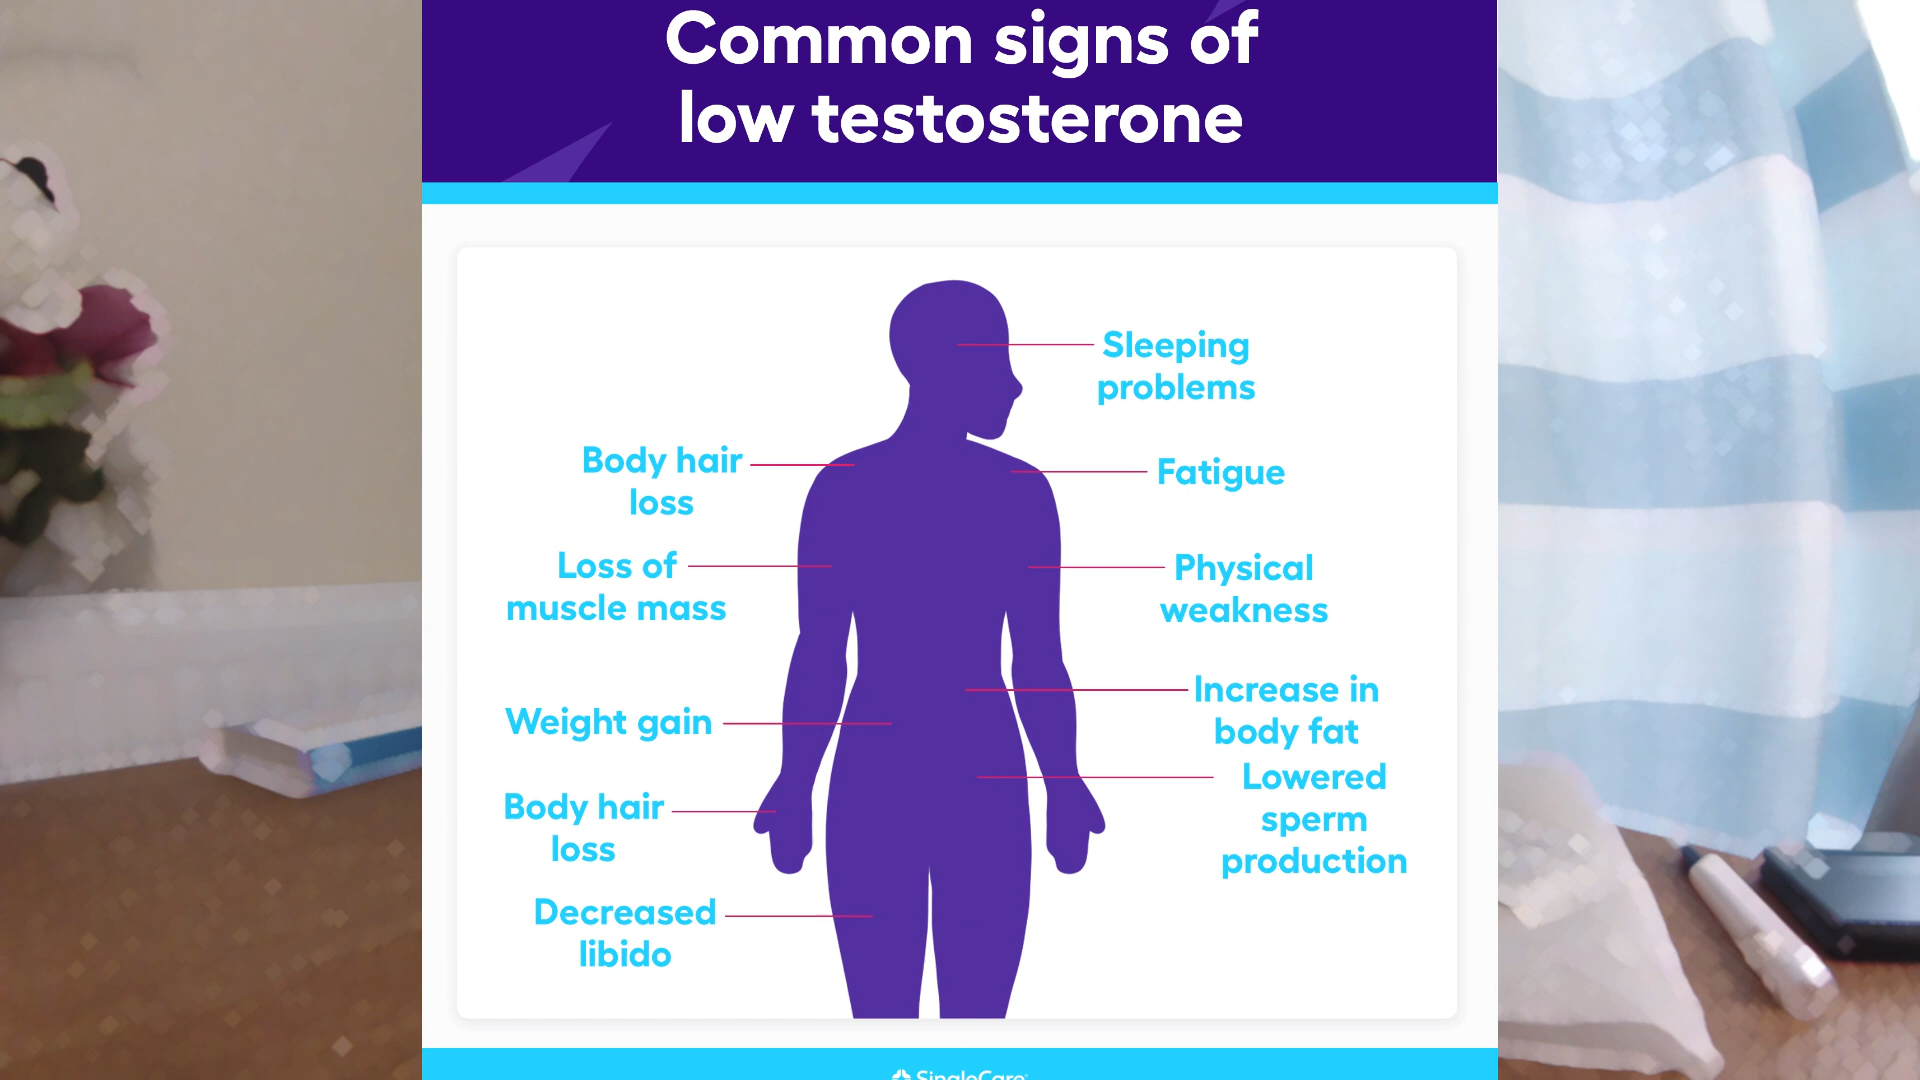 Common signs of
low testosterone
Sleeping
problems
Body hair
loss
Fatigue
Loss of
muscle mass
Physical
weakness
Increase in
body fat
Weight gain
Lowered
sperm
production
Body hair
loss
Decreased
libido
SingleCare